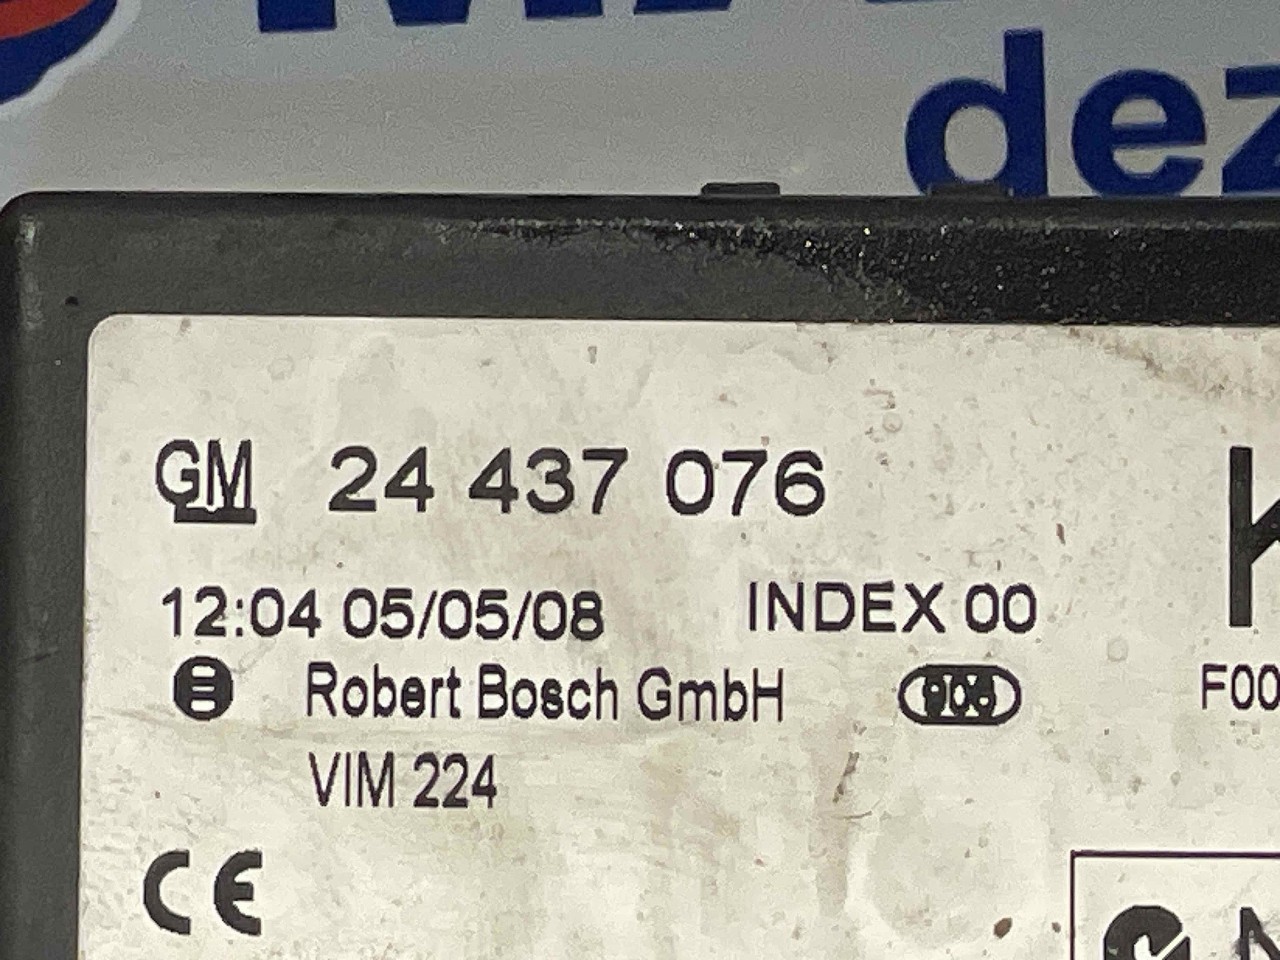 dez
GM 24 437 076
K
12:04 05/05/08 INDEX 00
Robert Bosch GmbH F00
VIM 224
CE
N